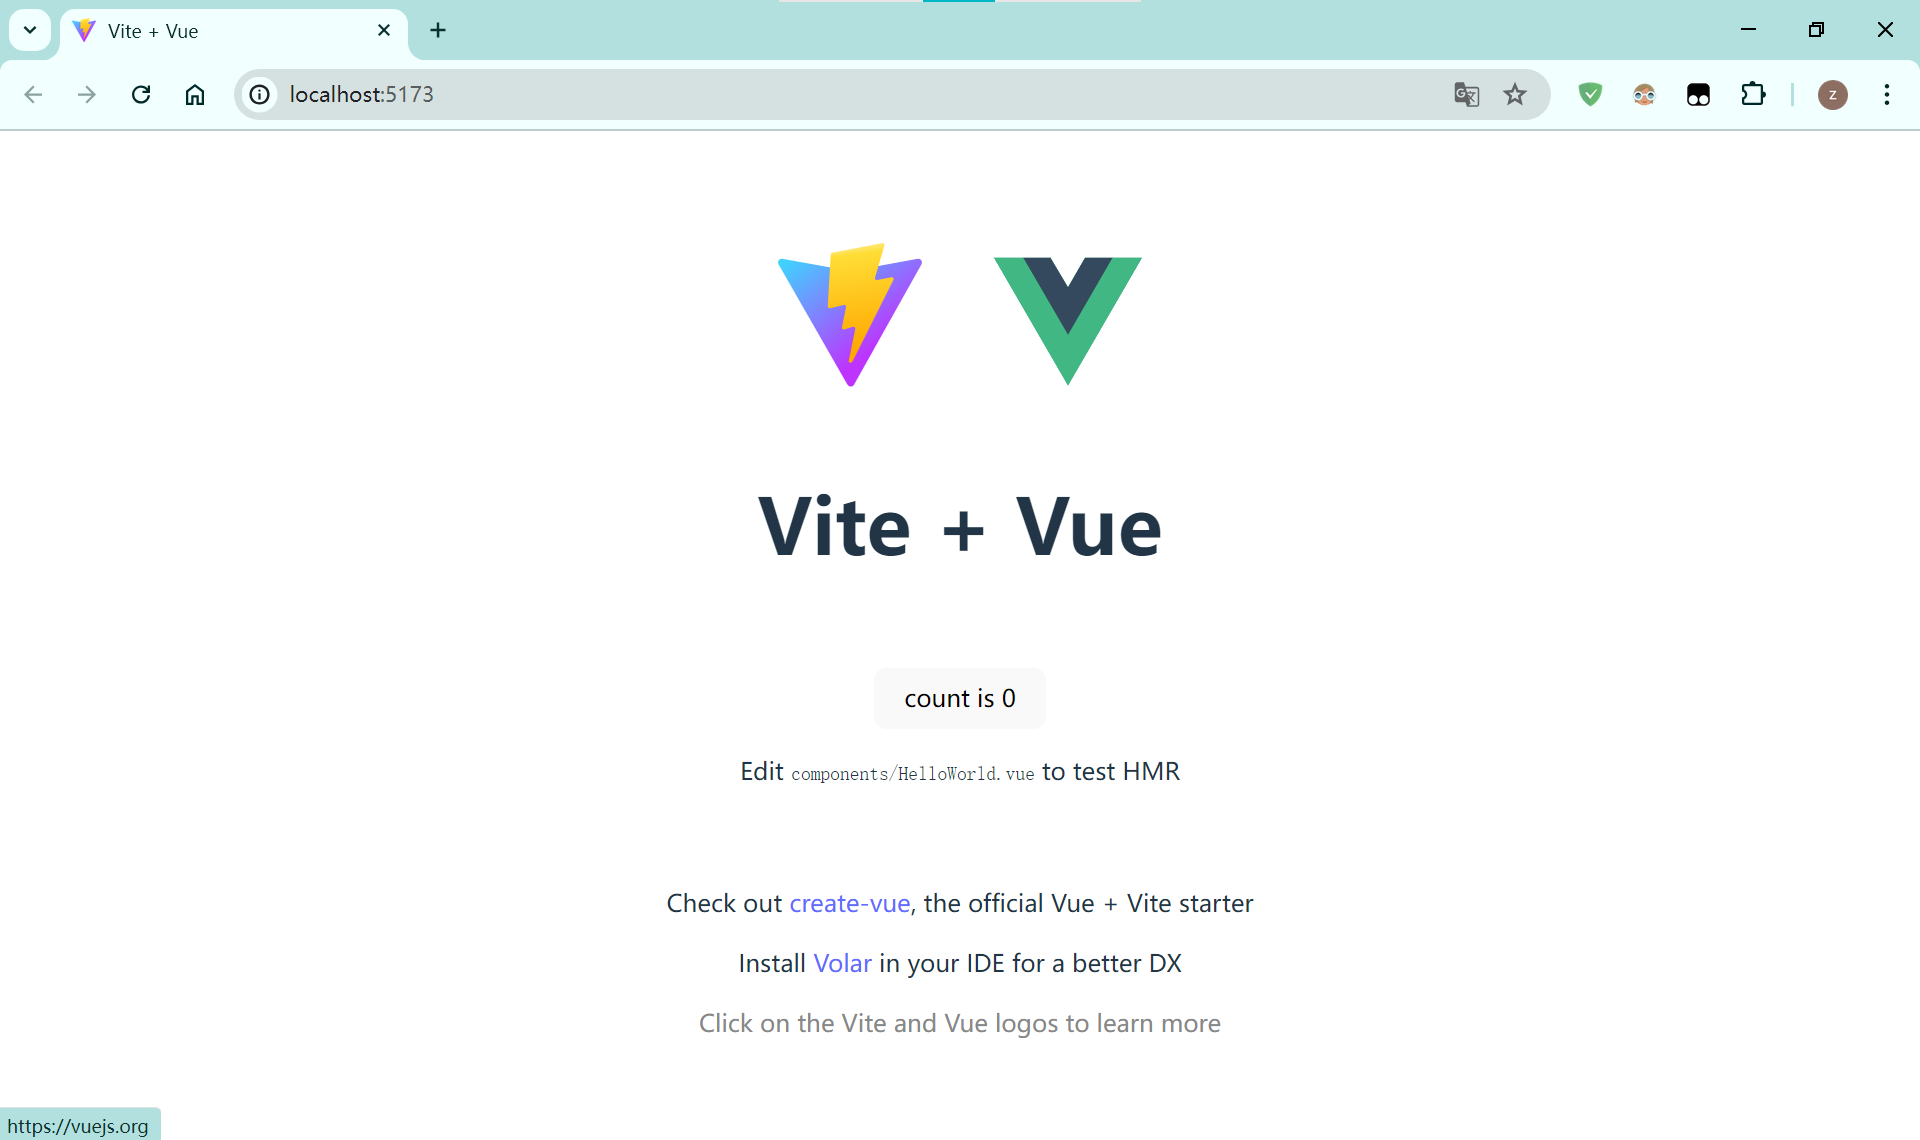 Vite + Vue
localhost:5173
z
Vite + Vue
count is 0
Edit components/HelloWorld.vue to test HMR
Check out create-vue, the official Vue + Vite starter
Install Volar in your IDE for a better DX
Click on the Vite and Vue logos to learn more
https://vuejs.org